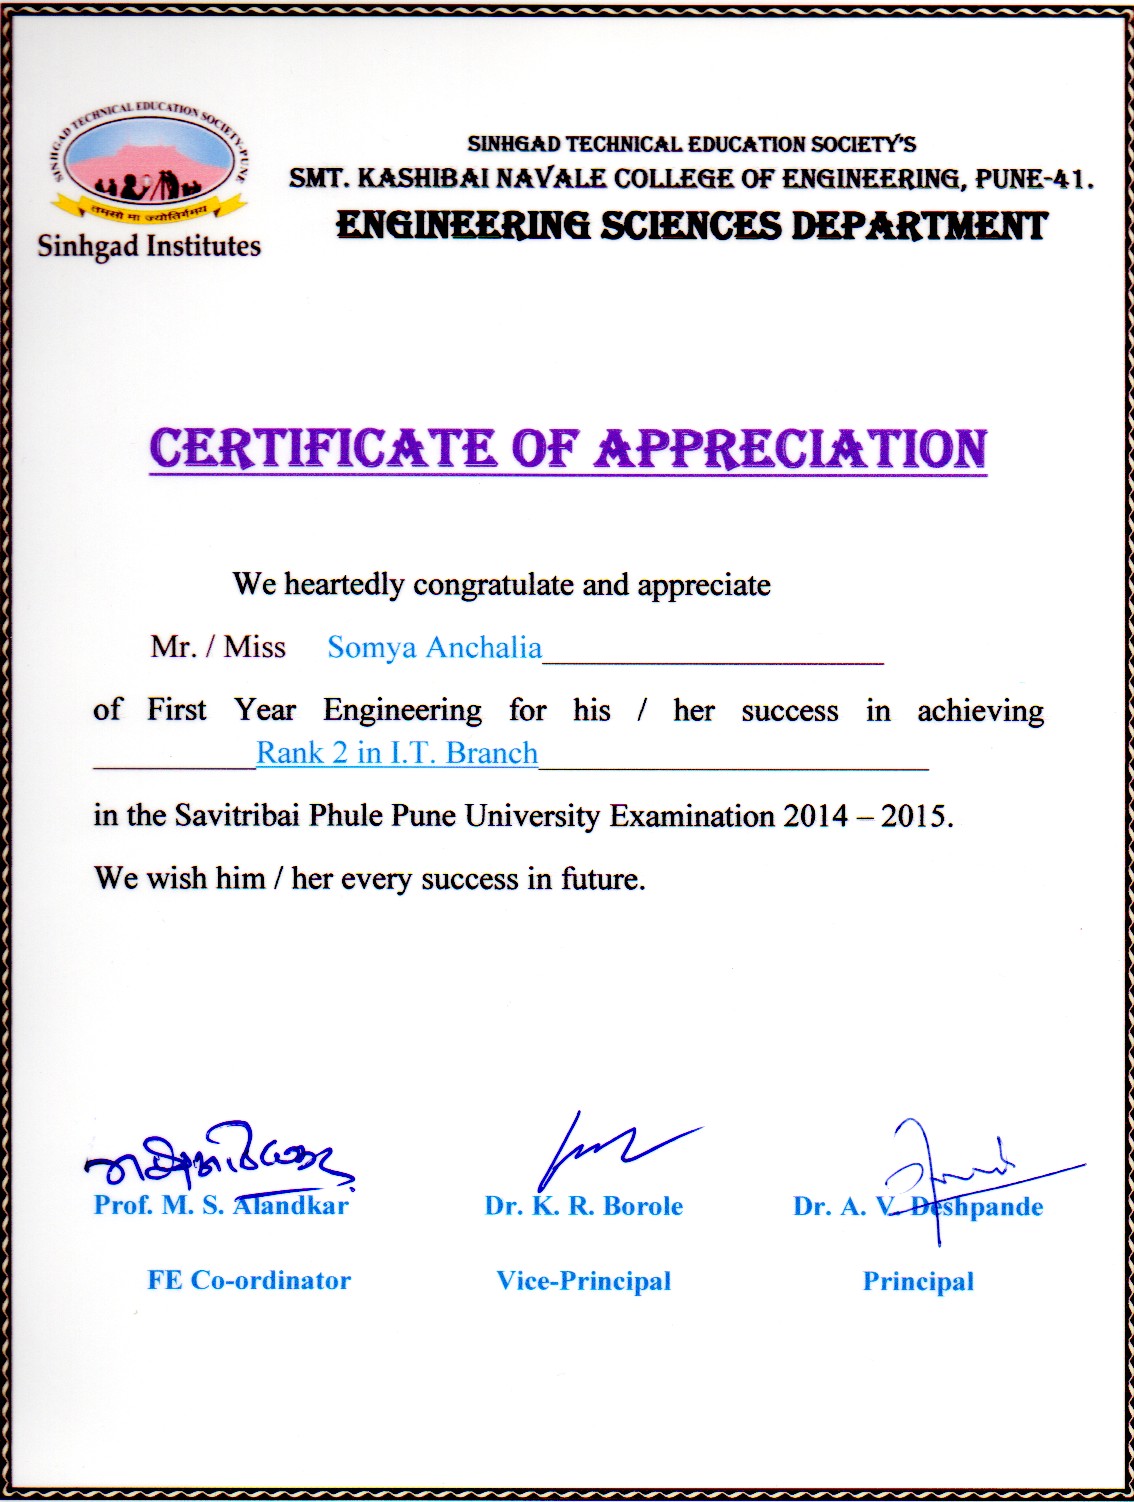 SINHGAD TECHNICAL EDUCATION SOCIETY-PUNE
तमसो मा ज्योतिर्गमय
Sinhgad Institutes
SINHGAD TECHNICAL EDUCATION SOCIETY'S
SMT. KASHIBAI NAVALE COLLEGE OF ENGINEERING, PUNE-41.
ENGINEERING SCIENCES DEPARTMENT
CERTIFICATE OF APPRECIATION
We heartedly congratulate and appreciate
Mr. / Miss Somya Anchalia
of First Year Engineering for his / her success in achieving
Rank 2 in I.T. Branch
in the Savitribai Phule Pune University Examination 2014 – 2015.
We wish him / her every success in future.
Prof. M. S. Alandkar Dr. K. R. Borole Dr. A. V. Deshpande
FE Co-ordinator Vice-Principal Principal